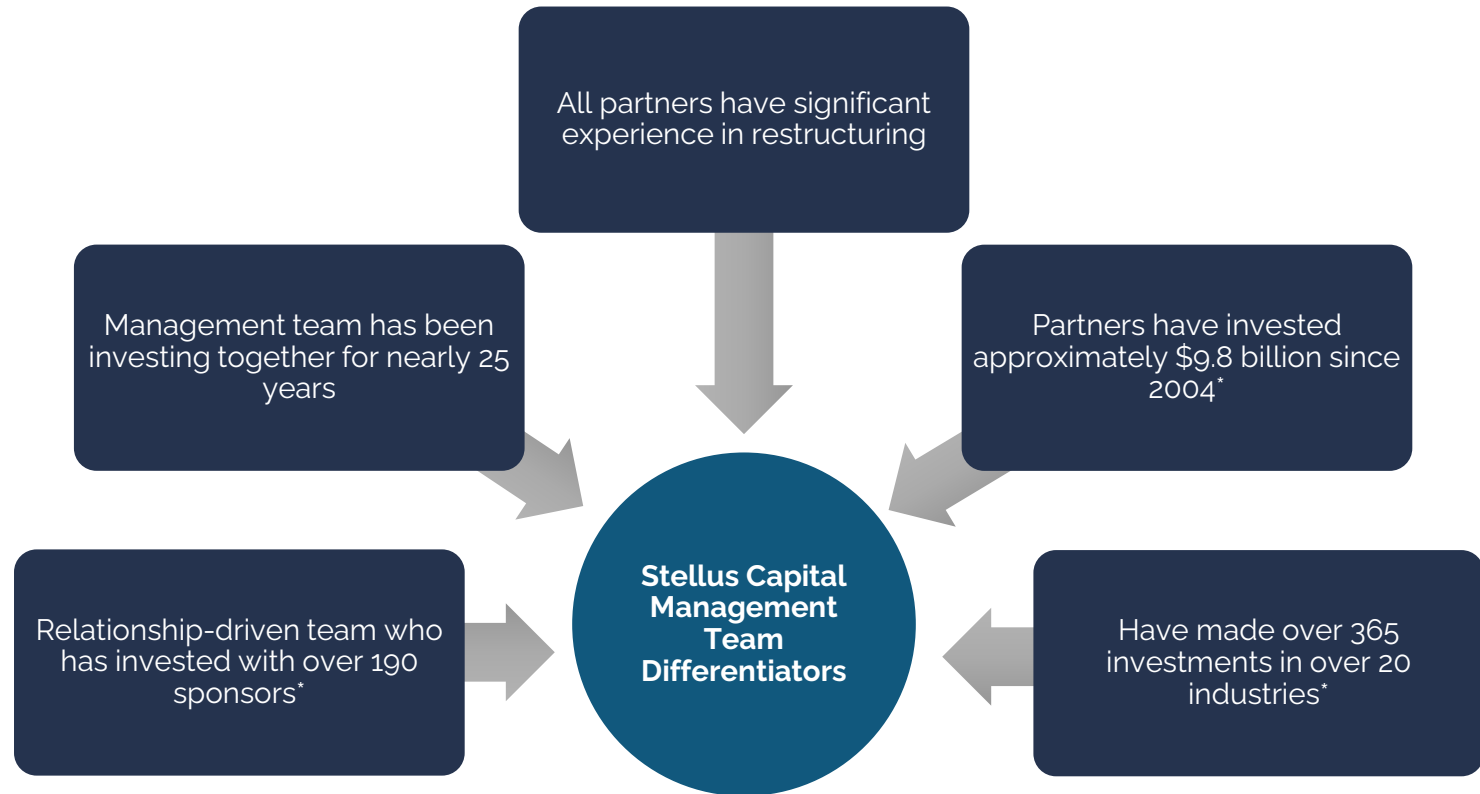 All partners have significant
experience in restructuring
Management team has been
investing together for nearly 25
years
Partners have invested
approximately $9.8 billion since
2004*
Relationship-driven team who
has invested with over 190
sponsors*
Stellus Capital
Management
Team
Differentiators
Have made over 365
investments in over 20
industries*